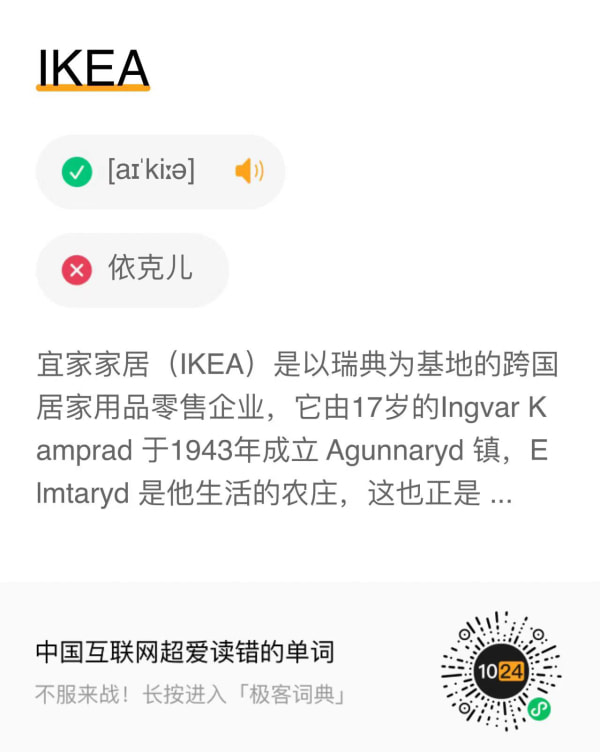 IKEA
[aɪˈkiːə]
依克儿
宜家家居（IKEA）是以瑞典为基地的跨国
居家用品零售企业，它由17岁的Ingvar K
amprad 于1943年成立 Agunnaryd 镇，E
lmtaryd 是他生活的农庄，这也正是 ...
中国互联网超爱读错的单词
不服来战！长按进入「极客词典」
1024